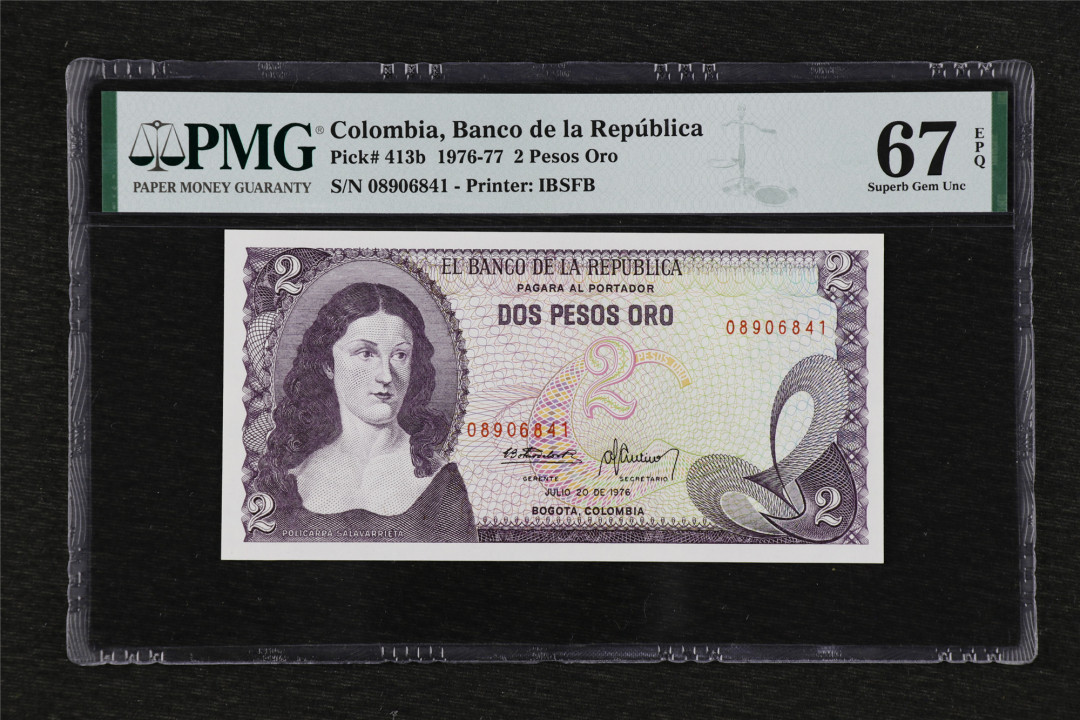 PMG®
PAPER MONEY GUARANTY
Colombia, Banco de la República
Pick# 413b 1976-77 2 Pesos Oro
S/N 08906841 - Printer: IBSFB
67
EPQ
Superb Gem Unc
2
EL BANCO DE LA REPUBLICA
2
PAGARA AL PORTADOR
DOS PESOS ORO
08906841
2
08906841
GERENTE
SECRETARIO
JULIO 20 DE 1976
BOGOTA, COLOMBIA
2
2
POLICARPA SALAVARRIETA